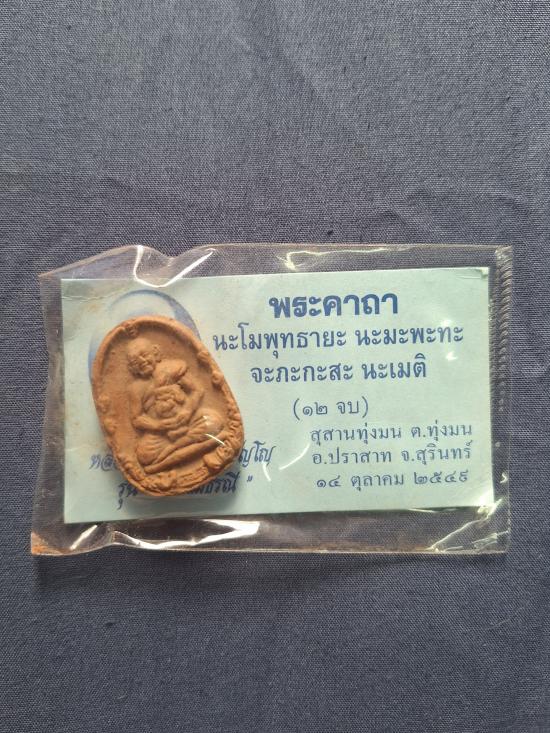 พระคาถา
นะโมพุทธายะ นะมะพะทะ
จะภะกะสะ นะเมติ
(๑๒ จบ)
สุสานทุ่งมน ต.ทุ่งมน
อ.ปราสาท จ.สุรินทร์
๑๔ ตุลาคม ๒๕๔๙